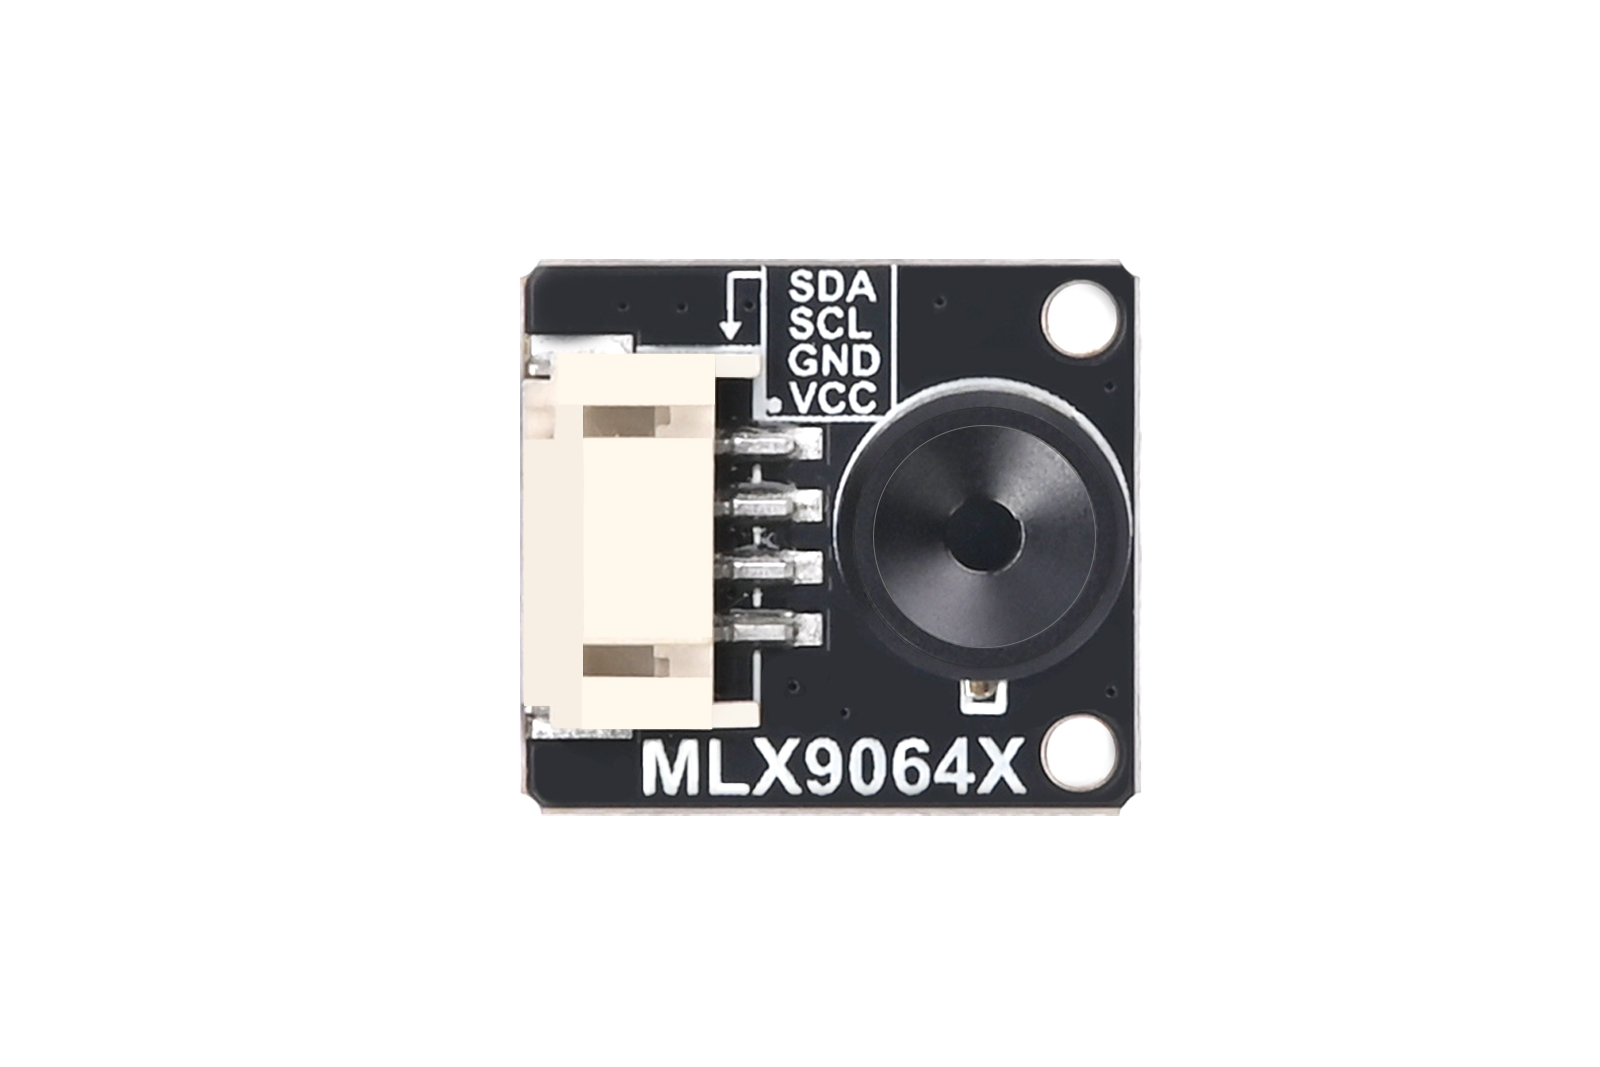 SDA
SCL
GND
VCC
MLX9064X